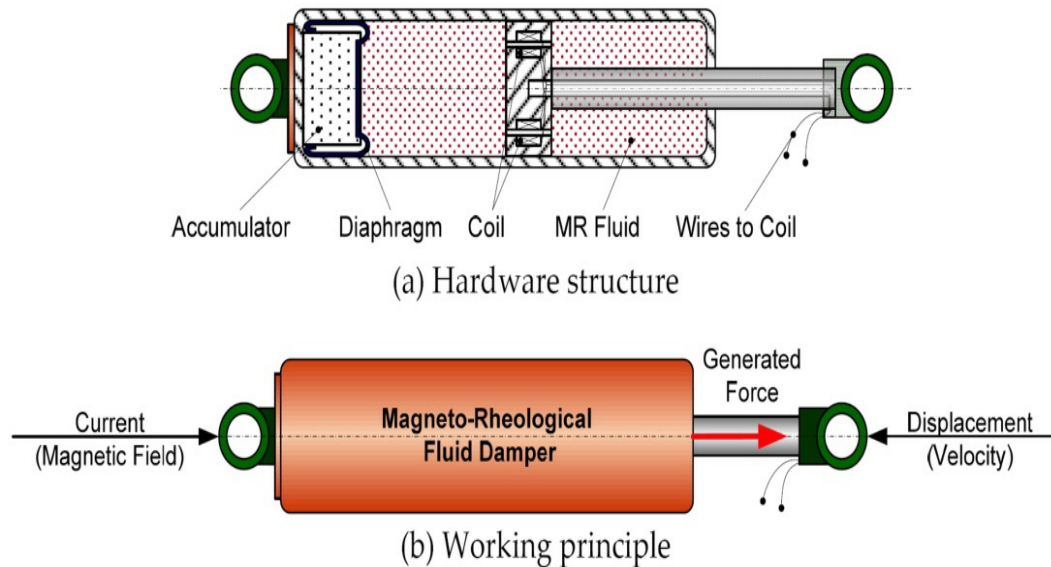 Accumulator Diaphragm Coil MR Fluid Wires to Coil
(a) Hardware structure
Generated
Force
Current
(Magnetic Field)
Magneto-Rheological
Fluid Damper
Displacement
(Velocity)
(b) Working principle